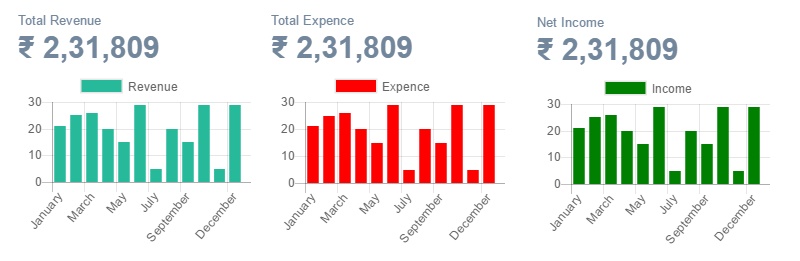 Total Revenue
₹ 2,31,809
Revenue
30
20
10
0
January
March
May
July
September
December
Total Expence
₹ 2,31,809
Expence
30
20
10
0
January
March
May
July
September
December
Net Income
₹ 2,31,809
Income
30
20
10
0
January
March
May
July
September
December